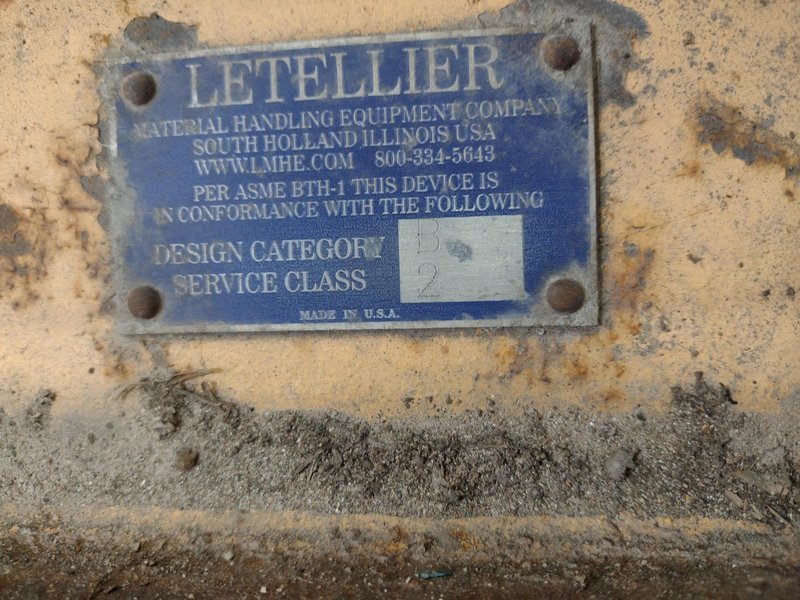 LETELLIER
MATERIAL HANDLING EQUIPMENT COMPANY
SOUTH HOLLAND ILLINOIS USA
WWW.LMHE.COM 800-334-5643
PER ASME BTH-1 THIS DEVICE IS
IN CONFORMANCE WITH THE FOLLOWING
DESIGN CATEGORY B
SERVICE CLASS 2
MADE IN U.S.A.